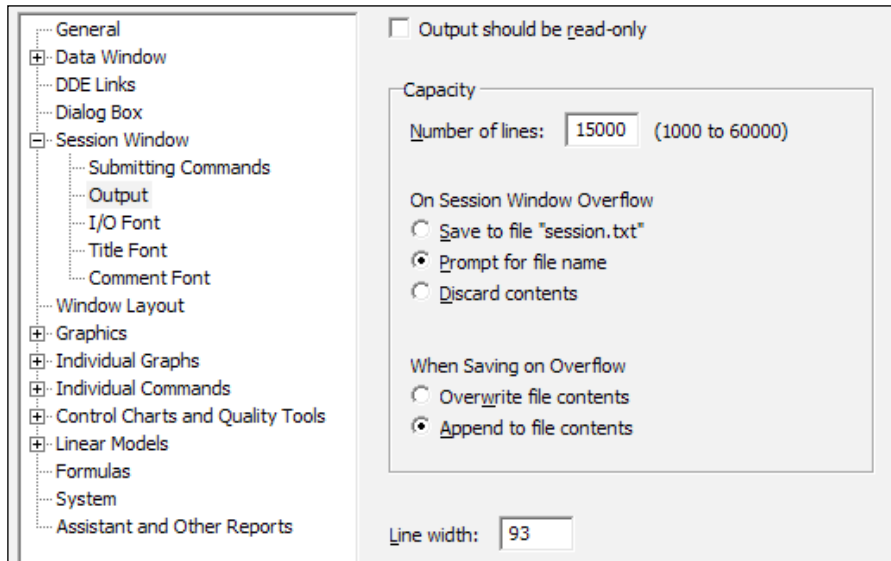 General
Data Window
DDE Links
Dialog Box
Session Window
Submitting Commands
Output
I/O Font
Title Font
Comment Font
Window Layout
Graphics
Individual Graphs
Individual Commands
Control Charts and Quality Tools
Linear Models
Formulas
System
Assistant and Other Reports
Output should be read-only
Capacity
Number of lines: 15000 (1000 to 60000)
On Session Window Overflow
Save to file "session.txt"
Prompt for file name
Discard contents
When Saving on Overflow
Overwrite file contents
Append to file contents
Line width: 93